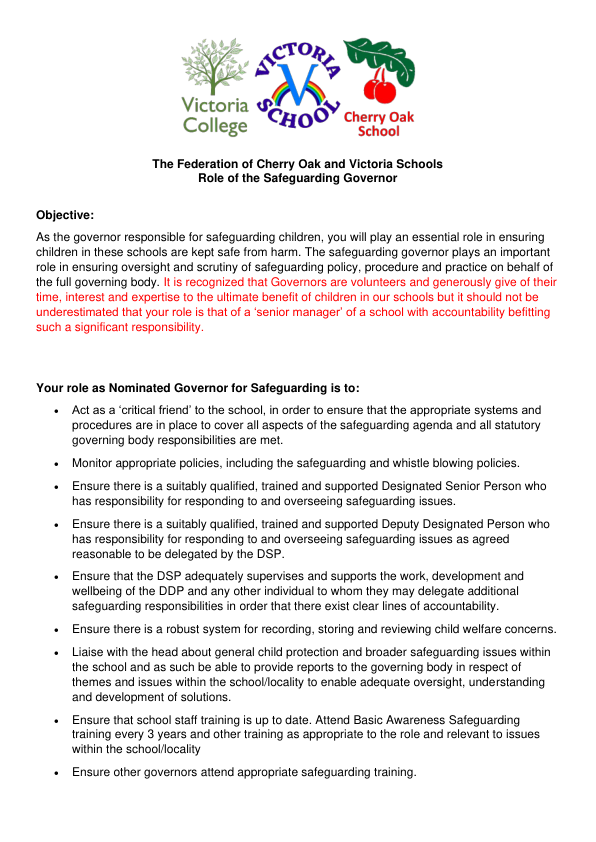 Victoria
College
VICTORIA
V
SCHOOL
Cherry Oak
School
The Federation of Cherry Oak and Victoria Schools
Role of the Safeguarding Governor
Objective:
As the governor responsible for safeguarding children, you will play an essential role in ensuring
children in these schools are kept safe from harm. The safeguarding governor plays an important
role in ensuring oversight and scrutiny of safeguarding policy, procedure and practice on behalf of
the full governing body. It is recognized that Governors are volunteers and generously give of their
time, interest and expertise to the ultimate benefit of children in our schools but it should not be
underestimated that your role is that of a ‘senior manager’ of a school with accountability befitting
such a significant responsibility.
Your role as Nominated Governor for Safeguarding is to:
• Act as a ‘critical friend’ to the school, in order to ensure that the appropriate systems and
procedures are in place to cover all aspects of the safeguarding agenda and all statutory
governing body responsibilities are met.
• Monitor appropriate policies, including the safeguarding and whistle blowing policies.
• Ensure there is a suitably qualified, trained and supported Designated Senior Person who
has responsibility for responding to and overseeing safeguarding issues.
• Ensure there is a suitably qualified, trained and supported Deputy Designated Person who
has responsibility for responding to and overseeing safeguarding issues as agreed
reasonable to be delegated by the DSP.
• Ensure that the DSP adequately supervises and supports the work, development and
wellbeing of the DDP and any other individual to whom they may delegate additional
safeguarding responsibilities in order that there exist clear lines of accountability.
• Ensure there is a robust system for recording, storing and reviewing child welfare concerns.
• Liaise with the head about general child protection and broader safeguarding issues within
the school and as such be able to provide reports to the governing body in respect of
themes and issues within the school/locality to enable adequate oversight, understanding
and development of solutions.
• Ensure that school staff training is up to date. Attend Basic Awareness Safeguarding
training every 3 years and other training as appropriate to the role and relevant to issues
within the school/locality
• Ensure other governors attend appropriate safeguarding training.